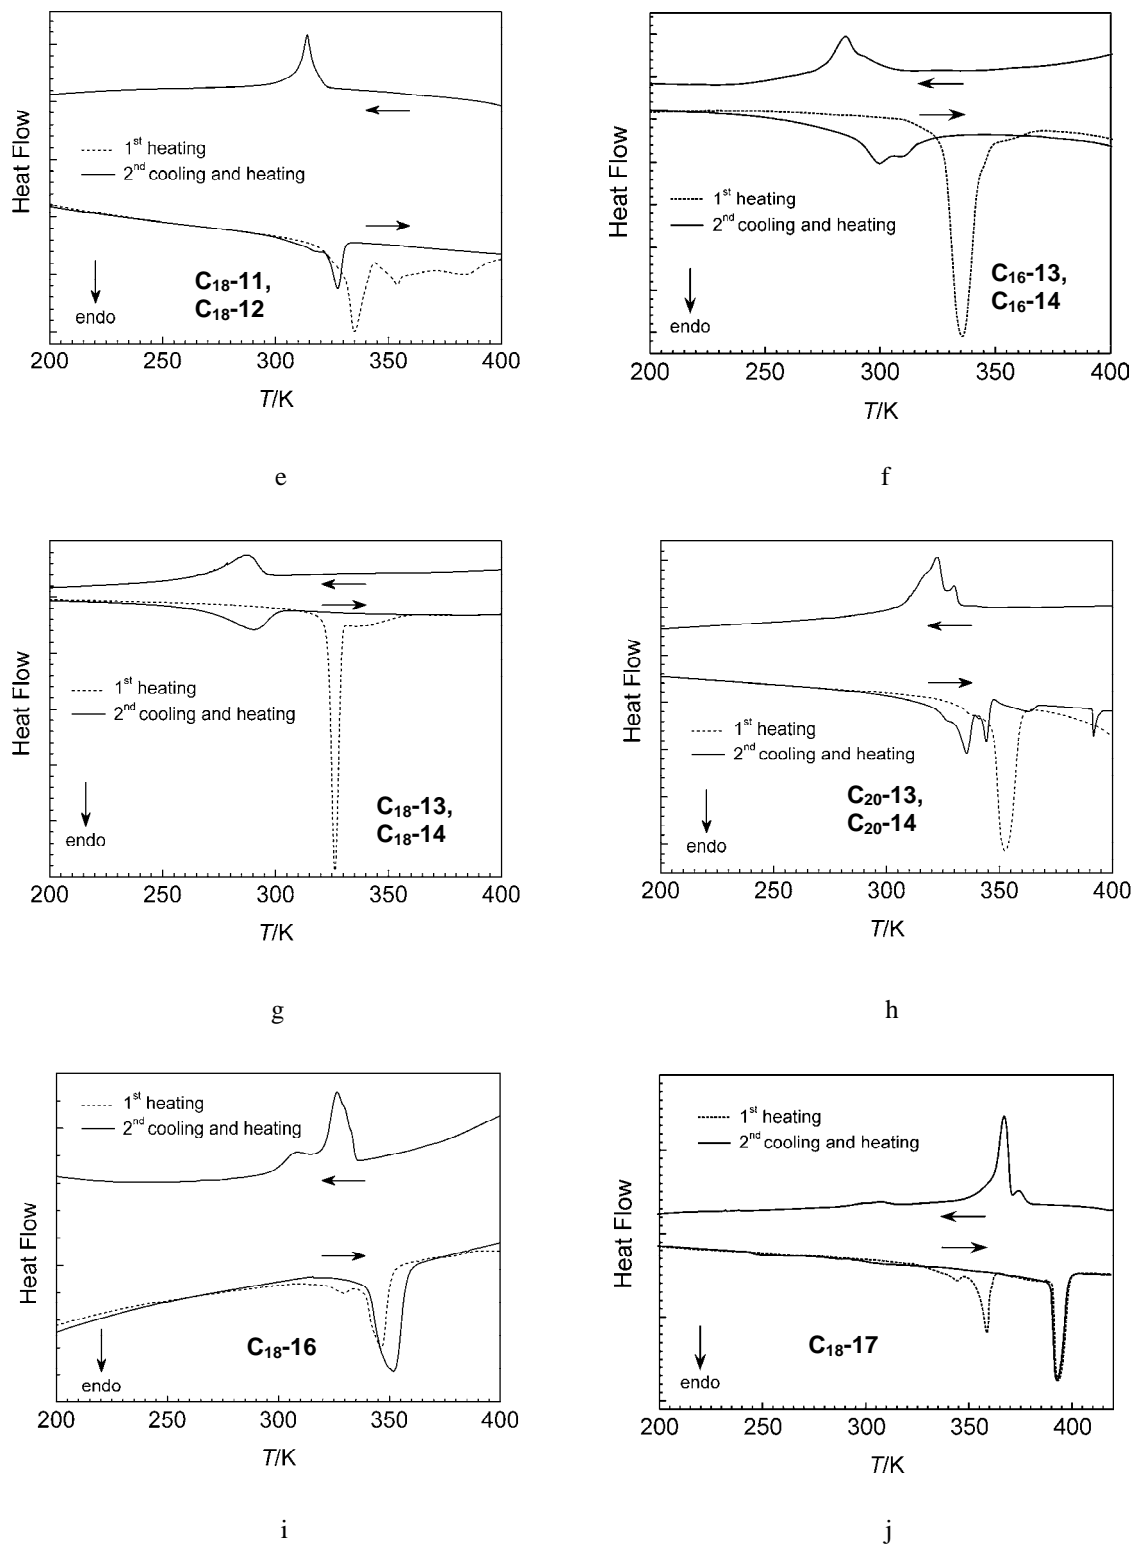 Heat Flow
1st heating
2nd cooling and heating
endo
C18-11,
C18-12
200 250 300 350 400
T/K
e
Heat Flow
1st heating
2nd cooling and heating
endo
C16-13,
C16-14
200 250 300 350 400
T/K
f
Heat Flow
1st heating
2nd cooling and heating
endo
C18-13,
C18-14
200 250 300 350 400
T/K
g
Heat Flow
1st heating
2nd cooling and heating
endo
C20-13,
C20-14
200 250 300 350 400
T/K
h
Heat Flow
1st heating
2nd cooling and heating
C18-16
endo
200 250 300 350 400
T/K
i
Heat Flow
1st heating
2nd cooling and heating
C18-17
endo
200 250 300 350 400
T/K
j